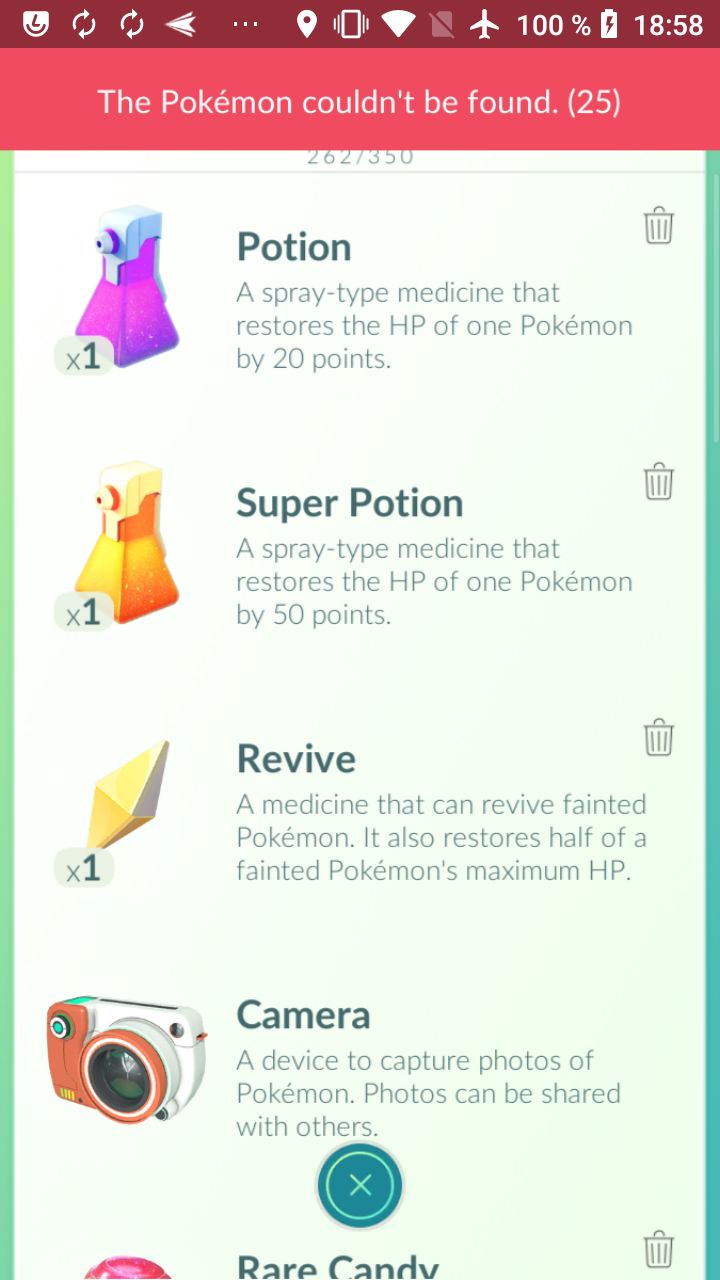 100 % 18:58
The Pokémon couldn't be found. (25)
262/350
Potion
A spray-type medicine that
restores the HP of one Pokémon
by 20 points.
x1
Super Potion
A spray-type medicine that
restores the HP of one Pokémon
by 50 points.
x1
Revive
A medicine that can revive fainted
Pokémon. It also restores half of a
fainted Pokémon's maximum HP.
x1
Camera
A device to capture photos of
Pokémon. Photos can be shared
with others.
Rare Candy